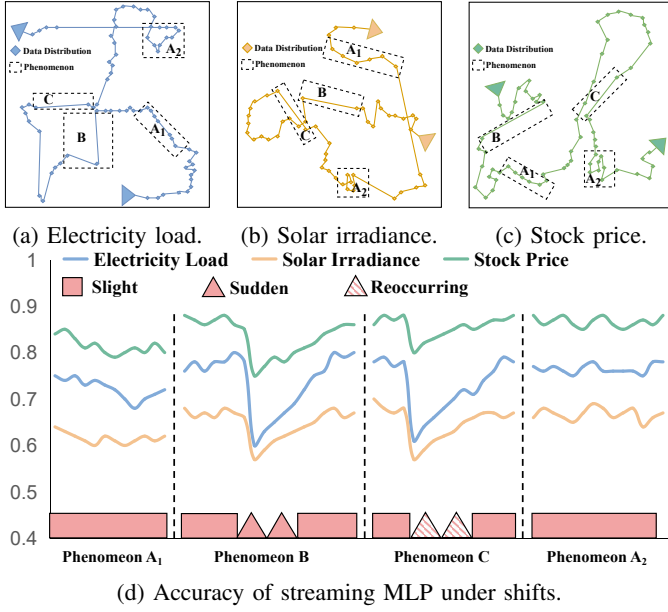 Data Distribution
Phenomenon
A2
C
B
A1
Data Distribution
Phenomenon
A1
B
C
A2
Data Distribution
Phenomenon
C
B
A1
A2
(a) Electricity load.
(b) Solar irradiance.
(c) Stock price.
1
Electricity Load
Solar Irradiance
Stock Price
Slight
Sudden
Reoccurring
0.9
0.8
0.7
0.6
0.5
0.4
Phenomeon A1
Phenomeon B
Phenomeon C
Phenomeon A2
(d) Accuracy of streaming MLP under shifts.